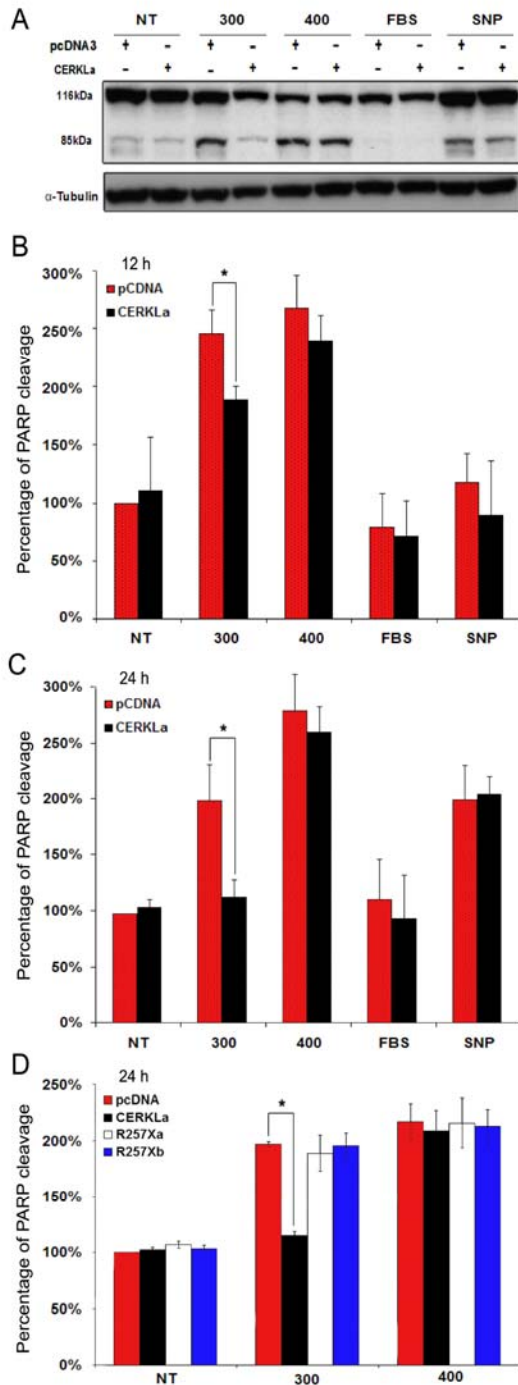 A
NT 300 400 FBS SNP
pcDNA3 + - + - + - + - + -
CERKLa - + - + - + - + - +
116kDa
85kDa
α-Tubulin
B
12 h
pCDNA
CERKLa
*
Percentage of PARP cleavage
300%
250%
200%
150%
100%
50%
0%
NT 300 400 FBS SNP
C
24 h
pCDNA
CERKLa
*
Percentage of PARP cleavage
300%
250%
200%
150%
100%
50%
0%
NT 300 400 FBS SNP
D
24 h
pcDNA
CERKLa
R257Xa
R257Xb
*
Percentage of PARP cleavage
250%
200%
150%
100%
50%
0%
NT 300 400